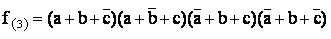 f₍₃₎ = (a + b + c̅)(a + b̅ + c)(a̅ + b + c)(a̅ + b + c̅)